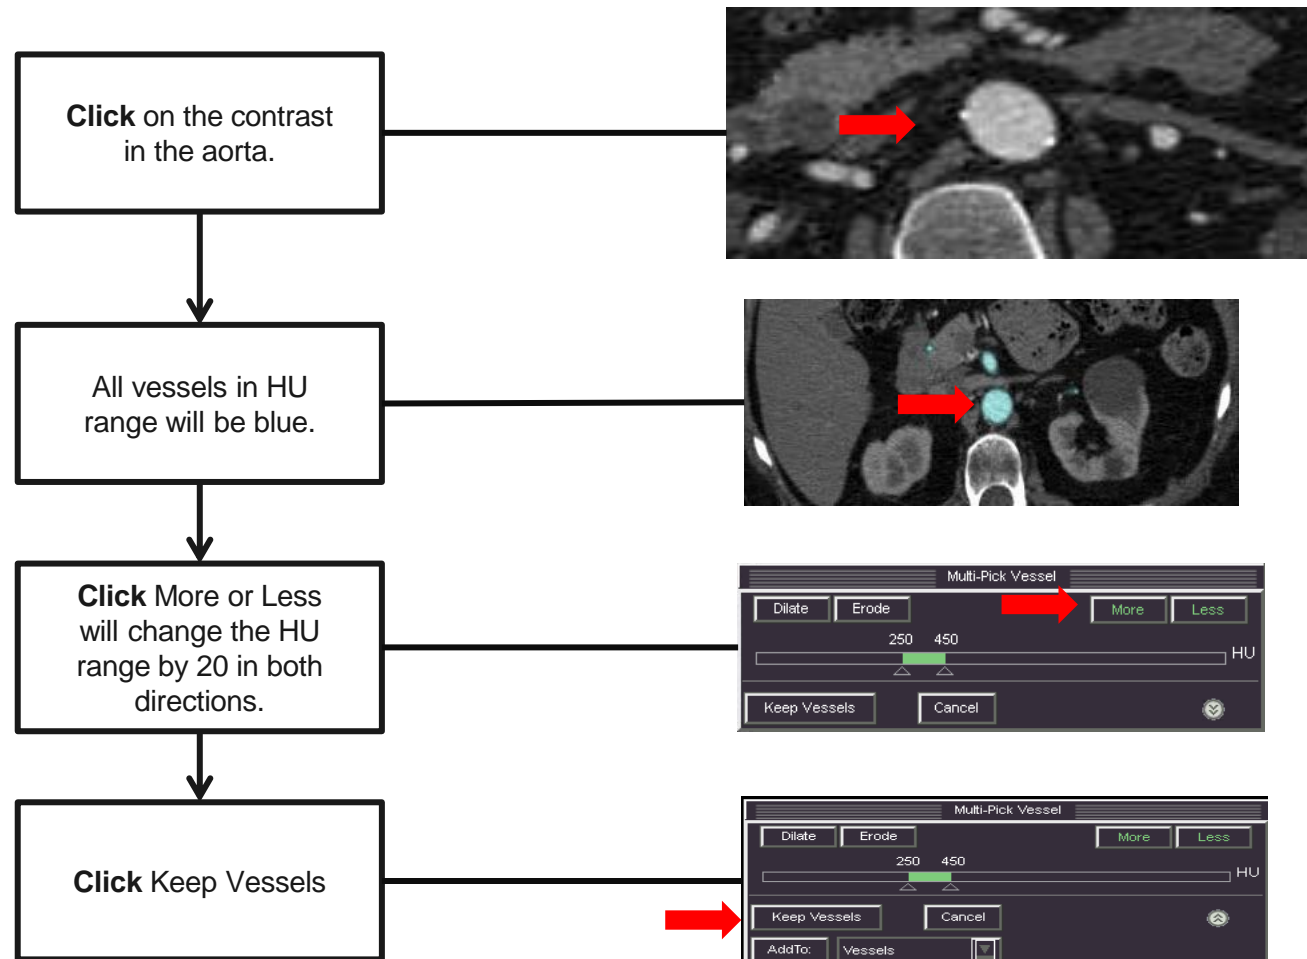 Click on the contrast
in the aorta.
All vessels in HU
range will be blue.
Click More or Less
will change the HU
range by 20 in both
directions.
Multi-Pick Vessel
Dilate Erode More Less
250 450
HU
Keep Vessels Cancel
Click Keep Vessels
Multi-Pick Vessel
Dilate Erode More Less
250 450
HU
Keep Vessels Cancel
AddTo: Vessels